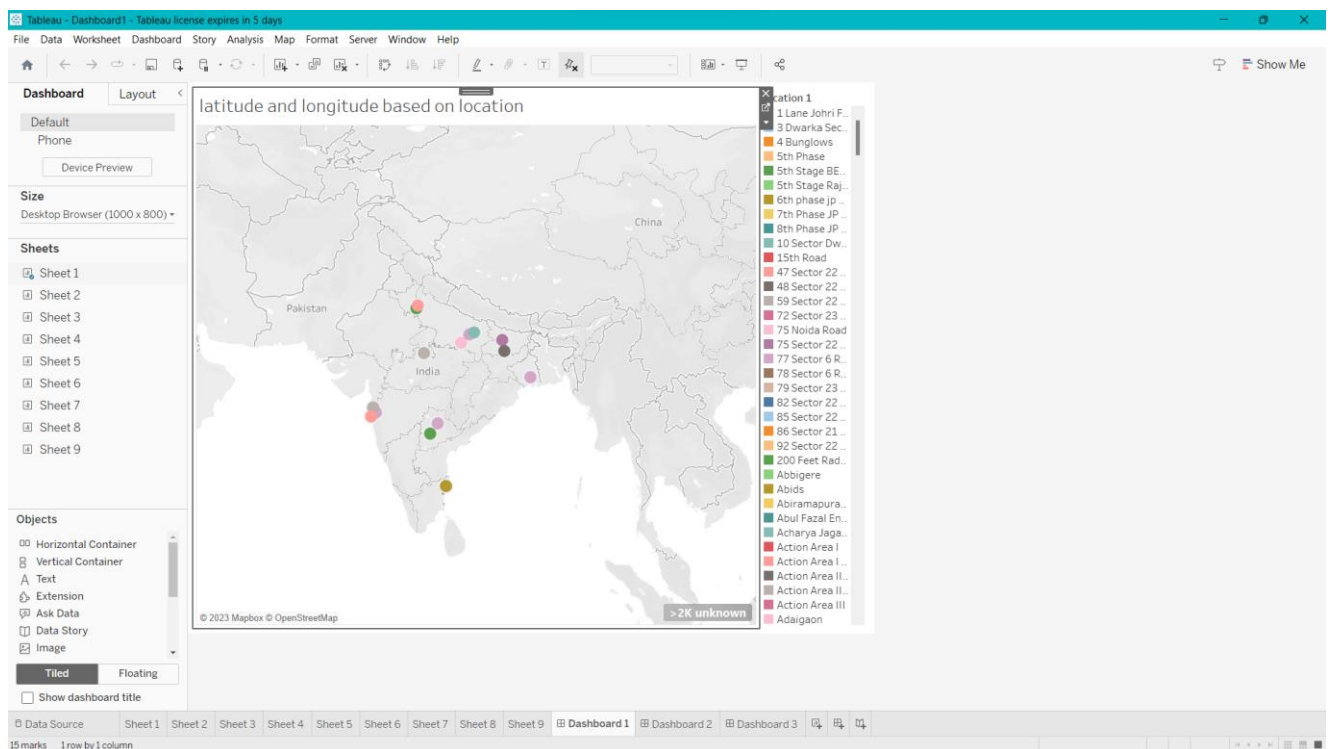 Tableau - Dashboard1 - Tableau license expires in 5 days
File Data Worksheet Dashboard Story Analysis Map Format Server Window Help
Show Me
Dashboard Layout
Default
Phone
Device Preview
Size
Desktop Browser (1000 x 800)
Sheets
Sheet 1
Sheet 2
Sheet 3
Sheet 4
Sheet 5
Sheet 6
Sheet 7
Sheet 8
Sheet 9
Objects
Horizontal Container
Vertical Container
Text
Extension
Ask Data
Data Story
Image
Tiled Floating
Show dashboard title
latitude and longitude based on location
China
Pakistan
India
© 2023 Mapbox © OpenStreetMap
>2K unknown
cation 1
1 Lane Johri F...
3 Dwarka Sec...
4 Bunglows
5th Phase
5th Stage BE...
5th Stage Raj...
6th phase jp ...
7th Phase JP ...
8th Phase JP ...
10 Sector Dw...
15th Road
47 Sector 22 ...
48 Sector 22 ...
59 Sector 22 ...
72 Sector 23 ...
75 Noida Road
75 Sector 22 ...
77 Sector 6 R...
78 Sector 6 R...
79 Sector 23 ...
82 Sector 22 ...
85 Sector 22 ...
86 Sector 21 ...
92 Sector 22 ...
200 Feet Rad...
Abbigere
Abids
Abiramapura...
Abul Fazal En...
Acharya Jaga...
Action Area I
Action Area I ...
Action Area II...
Action Area II...
Action Area III
Adaigaon
Data Source Sheet 1 Sheet 2 Sheet 3 Sheet 4 Sheet 5 Sheet 6 Sheet 7 Sheet 8 Sheet 9 Dashboard 1 Dashboard 2 Dashboard 3
15 marks 1 row by 1 column